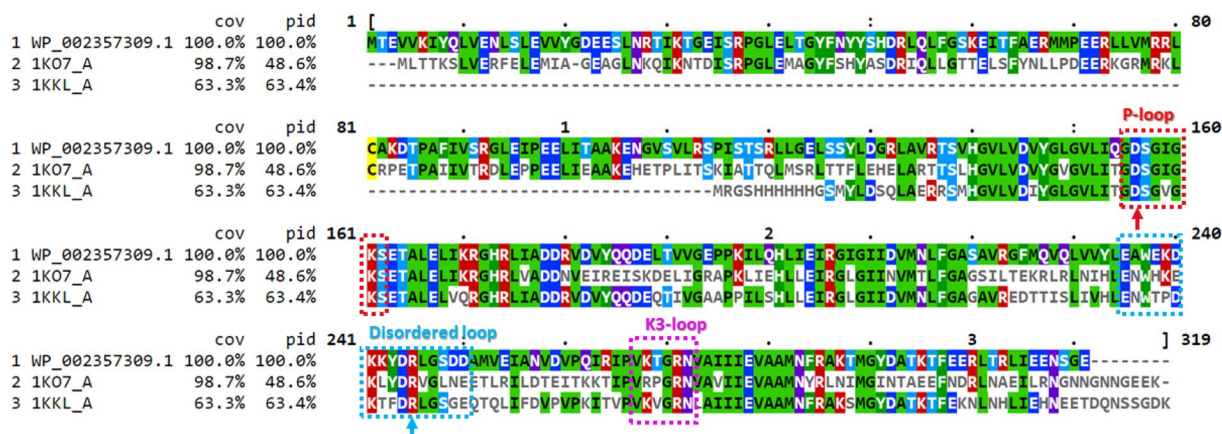 cov pid 1 [ . . . . : . . . 80
1 WP_002357309.1 100.0% 100.0% MTEVVKIYQLVENLSLEVVYGDEESLNRTIKTGEISRPGLELTGYFNYYSHDRLQLFGSKEITFAERMMPEERLLVMRRL
2 1KO7_A 98.7% 48.6% ---MLTTKSLVERFELEMIA-GEAGLNKQIKNTDISRPGLEMAGYFSHYASDRIQLLGTTELSFYNLLPDEERKGRMRKL
3 1KKL_A 63.3% 63.4% --------------------------------------------------------------------------------
P-loop
cov pid 81 . 1 . . . . : . 160
1 WP_002357309.1 100.0% 100.0% CAKDTPAFIVSRGLEIPEELITAAKENGVSVLRSPISTSRLLGELSSYLDGRLAVRTSVHGVLVDVYGLGVLIQGDSGIG
2 1KO7_A 98.7% 48.6% CRPETPAIIVTRDLEPPEELIEAAKEHETPLITSKIATTQLMSRLTTFLEHELARTTSLHGVLVDVYGVGVLITGDSGIG
3 1KKL_A 63.3% 63.4% ----------------------------------MRGSHHHHHHGSMYLDSQLAERRSMHGVLVDIYGLGVLITGDSGVG
cov pid 161 . . . 2 . . . . 240
1 WP_002357309.1 100.0% 100.0% KSETALELIKRGHRLIADDRVDVYQQDELTVVGEPPKILQHLIEIRGIGIIDVMNLFGASAVRGFMQVQLVVYLEAWEKD
2 1KO7_A 98.7% 48.6% KSETALELIKRGHRLVADDNVEIREISKDELIGRAPKLIEHLLEIRGLGIINVMTLFGAGSILTEKRLRLNIHLENWHKE
3 1KKL_A 63.3% 63.4% KSETALELVQRGHRLIADDRVDVYQQDEQTIVGAAPPILSHLLEIRGLGIIDVMNLFGAGAVREDTTISLIVHLENWTPD
Disordered loop K3-loop
cov pid 241 . . . 3 . ] 319
1 WP_002357309.1 100.0% 100.0% KKYDRLGSDDAMVEIANVDVPQIRIPVKTGRNVAIIIEVAAMNFRAKTMGYDATKTFEERLTRLIEENSGE--------
2 1KO7_A 98.7% 48.6% KLYDRVGLNEETLRILDTEITKKTIPVRPGRNVAVIIEVAAMNYRLNIMGINTAEEFNDRLNAEILRNGNNGNNGEEK-
3 1KKL_A 63.3% 63.4% KTFDRLGSGEQTQLIFDVPVPKITVPVKVGRNLAIIIEVAAMNFRAKSMGYDATKTFEKNLNHLIEHNEETDQNSSGDK